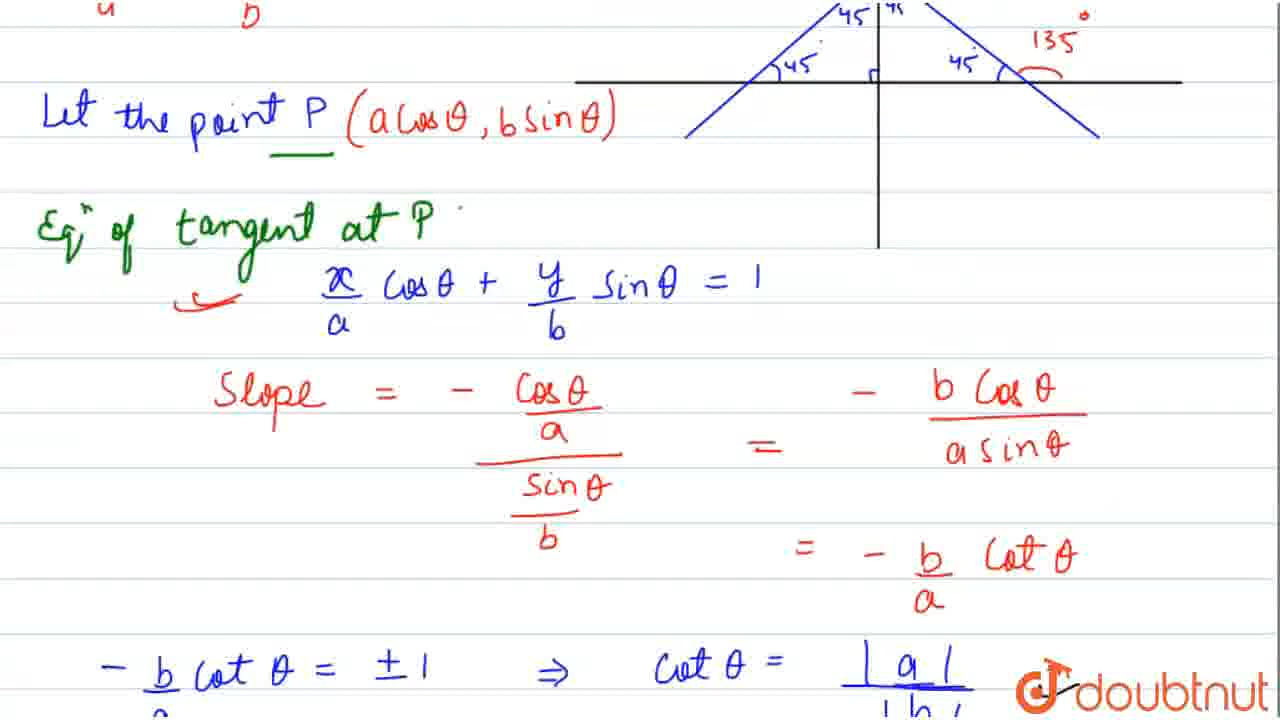 a b
45° 45
45° 45° 135°
Let the point P (a cos θ, b sin θ)
Eqⁿ of tangent at P
x/a cos θ + y/b sin θ = 1
Slope = - (cos θ / a) / (sin θ / b) = - b cos θ / a sin θ
= - b/a cot θ
- b/a cot θ = ± 1 ⇒ cot θ = |a| / |b|
doubtnut